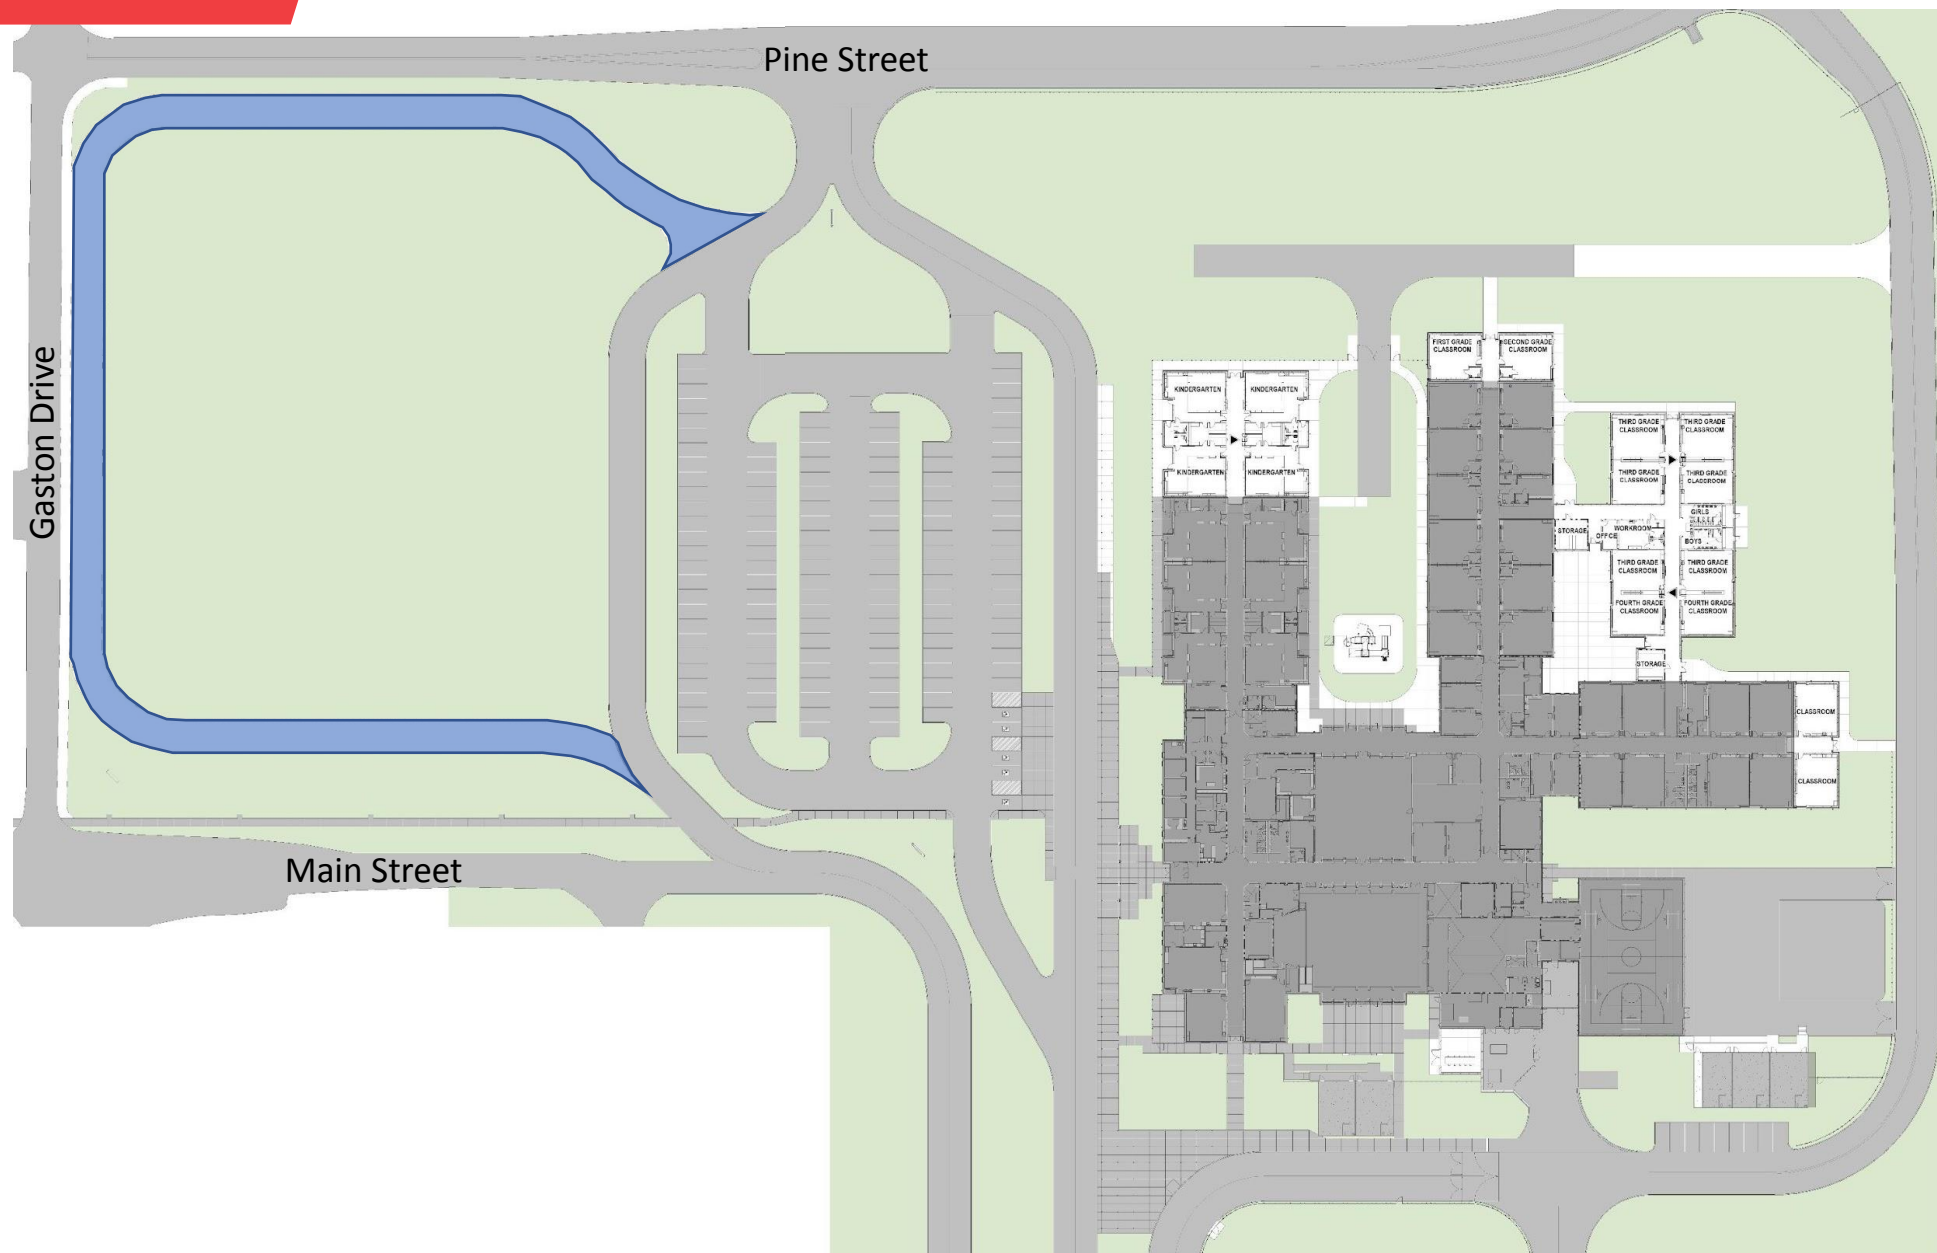 Pine Street
Gaston Drive
Main Street
FIRST GRADE
CLASSROOM
SECOND GRADE
CLASSROOM
KINDERGARTEN
KINDERGARTEN
KINDERGARTEN
KINDERGARTEN
THIRD GRADE
CLASSROOM
THIRD GRADE
CLASSROOM
THIRD GRADE
CLASSROOM
THIRD GRADE
CLASSROOM
GIRLS
STORAGE
OFFICE
WORKROOM
BOYS
THIRD GRADE
CLASSROOM
THIRD GRADE
CLASSROOM
FOURTH GRADE
CLASSROOM
FOURTH GRADE
CLASSROOM
STORAGE
CLASSROOM
CLASSROOM